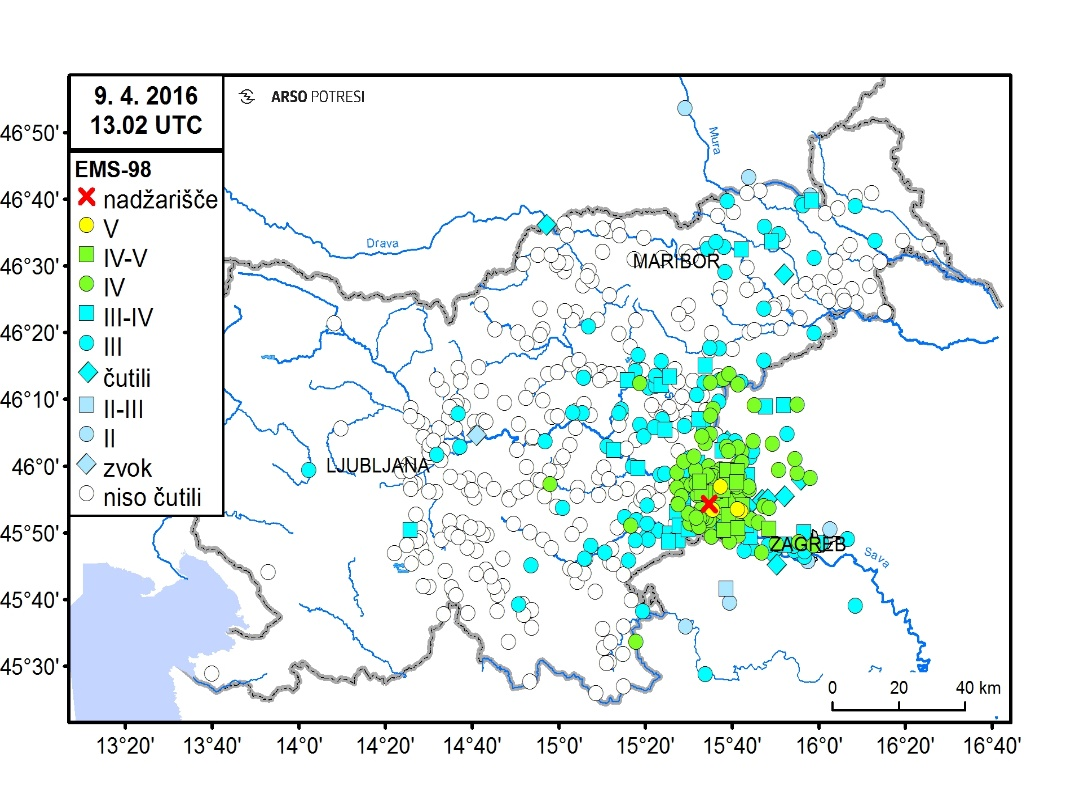 9. 4. 2016
13.02 UTC
ARSO POTRESI
EMS-98
nadžarišče
V
IV-V
IV
III-IV
III
čutili
II-III
II
zvok
niso čutili
46°50'
46°40'
46°30'
46°20'
46°10'
46°0'
45°50'
45°40'
45°30'
Mura
Drava
MARIBOR
LJUBLJANA
ZAGREB
Sava
0 20 40 km
13°20' 13°40' 14°0' 14°20' 14°40' 15°0' 15°20' 15°40' 16°0' 16°20' 16°40'